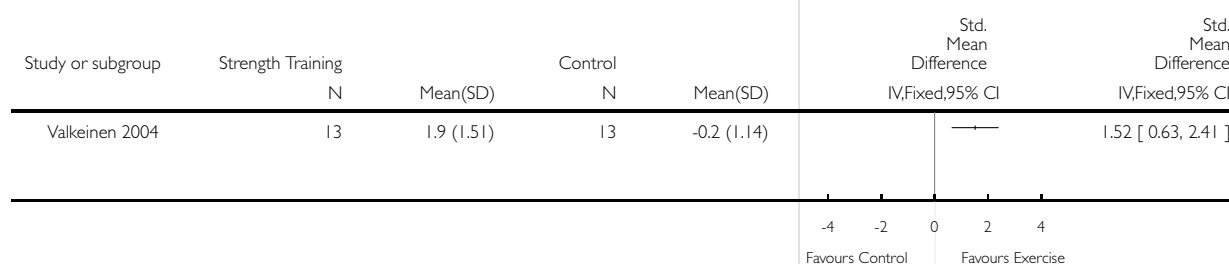 Std. Std.
Mean Mean
Study or subgroup Strength Training Control Difference Difference
N Mean(SD) N Mean(SD) IV,Fixed,95% CI IV,Fixed,95% CI
Valkeinen 2004 13 1.9 (1.51) 13 -0.2 (1.14) 1.52 [ 0.63, 2.41 ]
-4 -2 0 2 4
Favours Control Favours Exercise